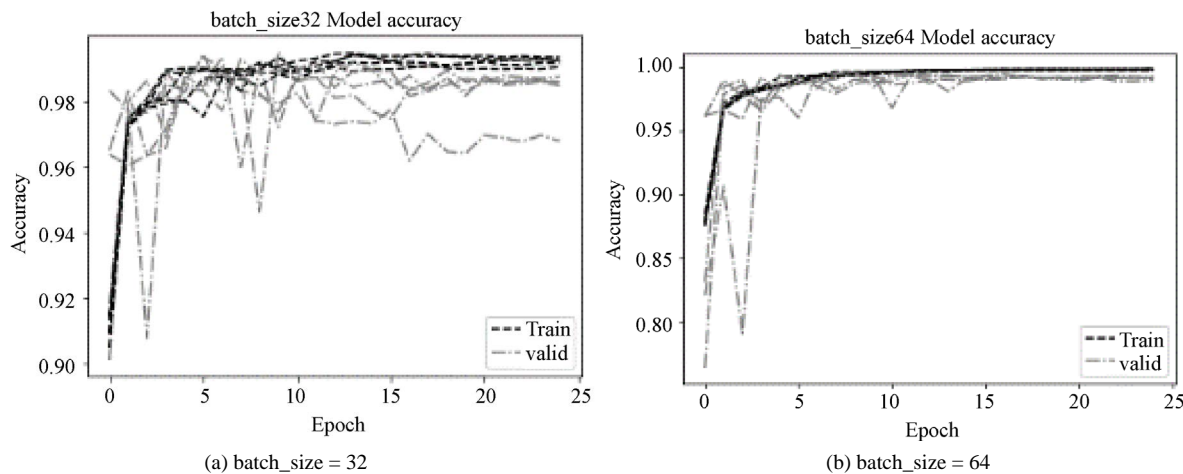 batch_size32 Model accuracy
Accuracy
0.98
0.96
0.94
0.92
0.90
Train
valid
0 5 10 15 20 25
Epoch
(a) batch_size = 32
batch_size64 Model accuracy
Accuracy
1.00
0.95
0.90
0.85
0.80
Train
valid
0 5 10 15 20 25
Epoch
(b) batch_size = 64